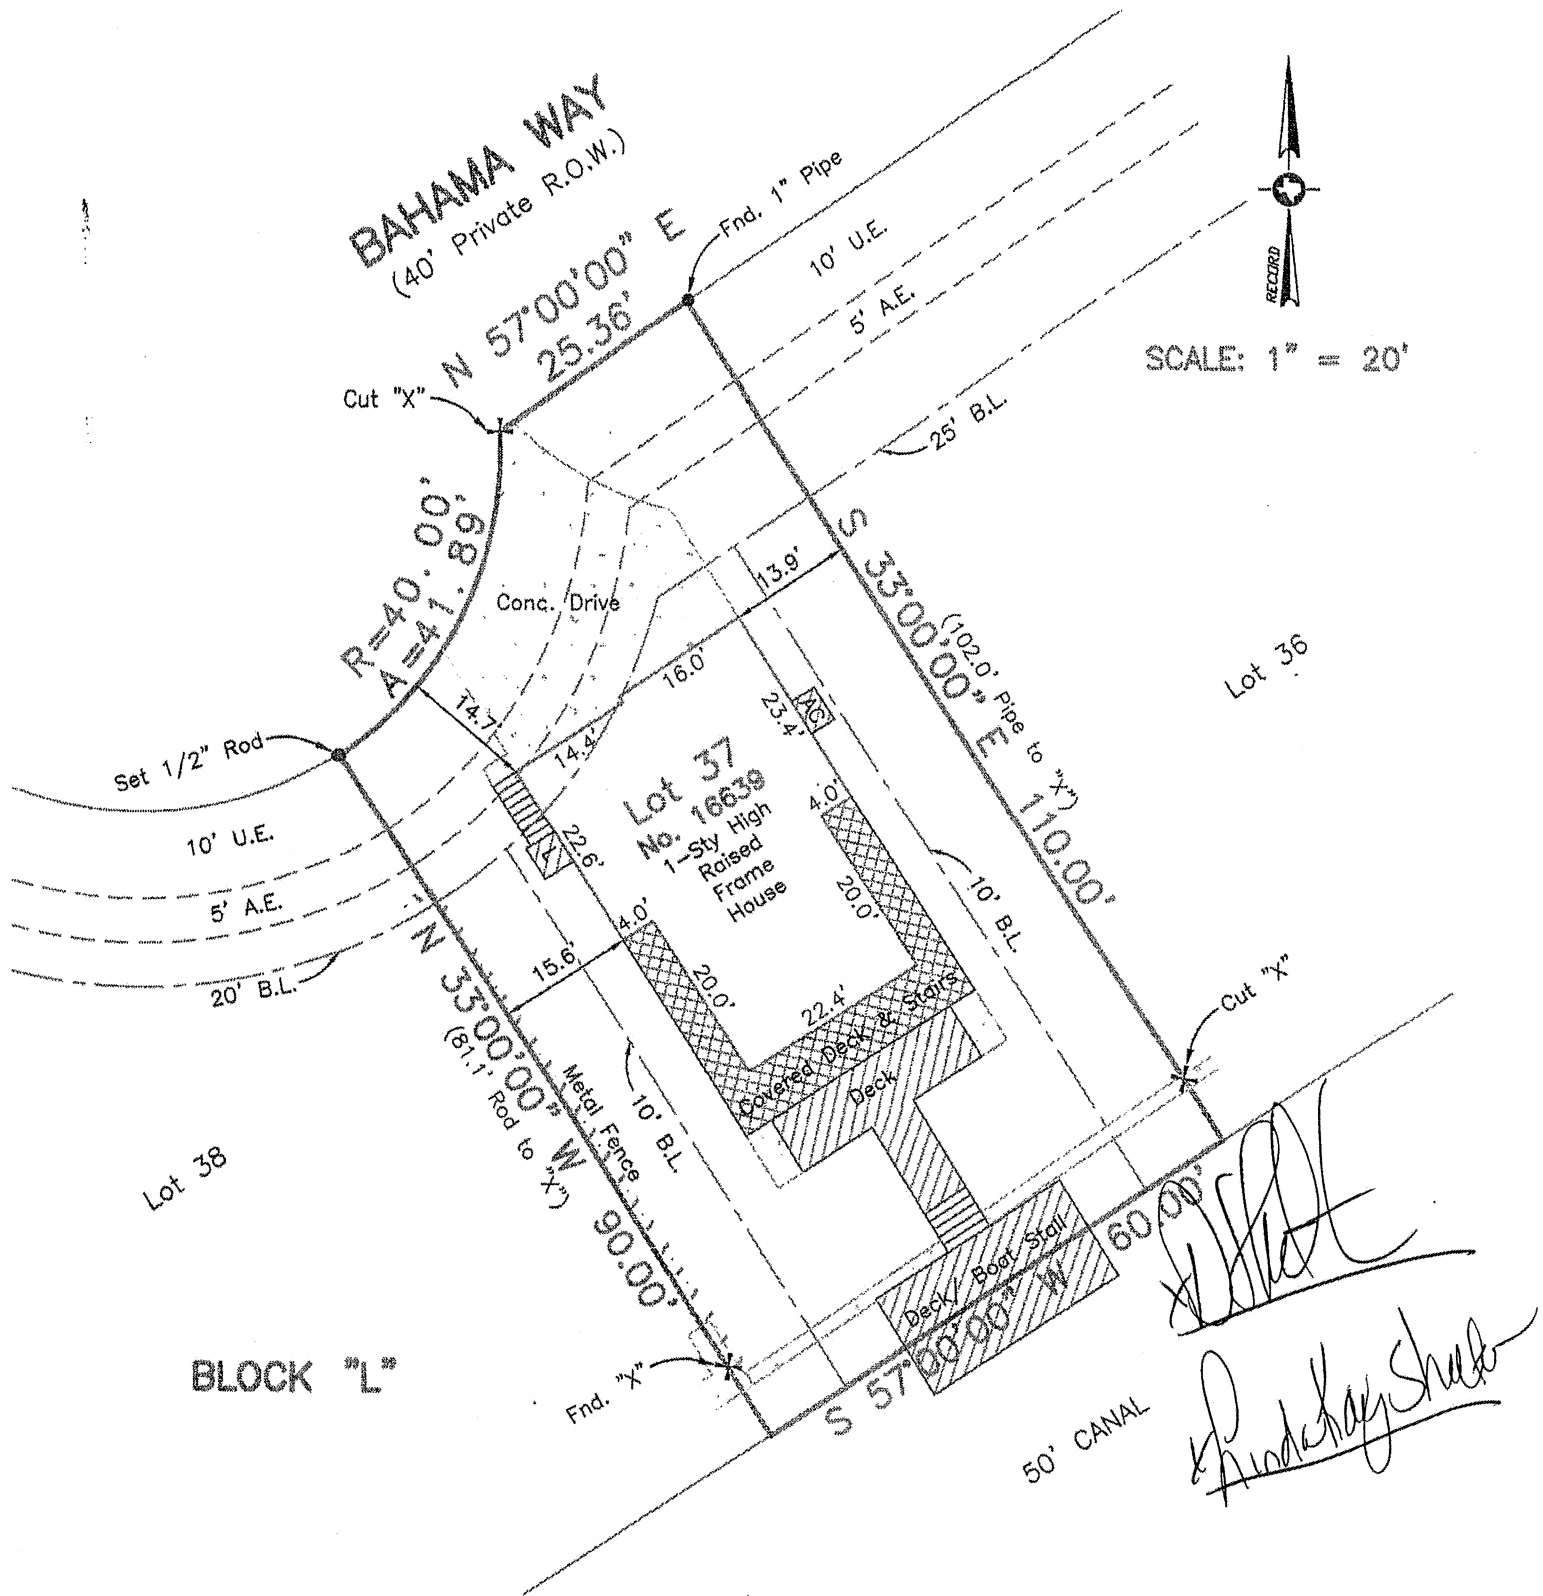 BAHAMA WAY
(40' Private R.O.W.)
N 57°00'00" E
25.36'
Fnd. 1" Pipe
10' U.E.
5' A.E.
25' B.L.
RECORD
SCALE: 1" = 20'
Cut "X"
R=40.00'
A=41.89'
Conc. Drive
13.9'
S 33°00'00" E 110.00'
(102.0' Pipe to "X")
Lot 36
Set 1/2" Rod
14.7'
14.4'
16.0'
AC
23.4'
Lot 37
No. 16639
1-Sty High
Raised
Frame
House
4.0'
20.0'
10' U.E.
5' A.E.
20' B.L.
L
22.6'
4.0'
20.0'
15.6'
22.4'
10' B.L.
Covered Deck & Stairs
Deck
Cut "X"
N 33°00'00" W 90.00'
(81.1' Rod to "X")
Metal Fence
10' B.L.
Lot 38
Deck/ Boat Stall
S 57°00'00" W 60.00'
BLOCK "L"
Fnd. "X"
50' CANAL
x Linda Kay Sheeter